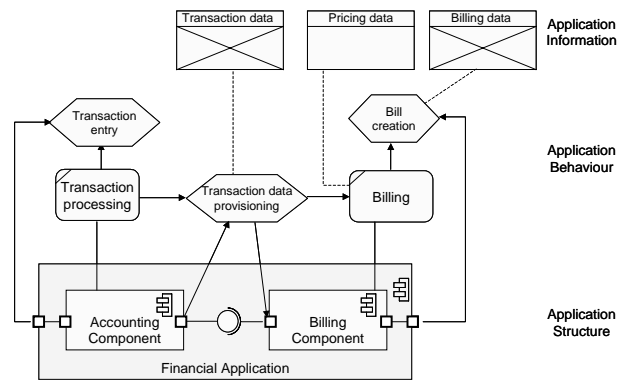 Transaction data
Pricing data
Billing data
Application
Information
Transaction
entry
Bill
creation
Application
Behaviour
Transaction
processing
Transaction data
provisioning
Billing
Accounting
Component
Billing
Component
Application
Structure
Financial Application